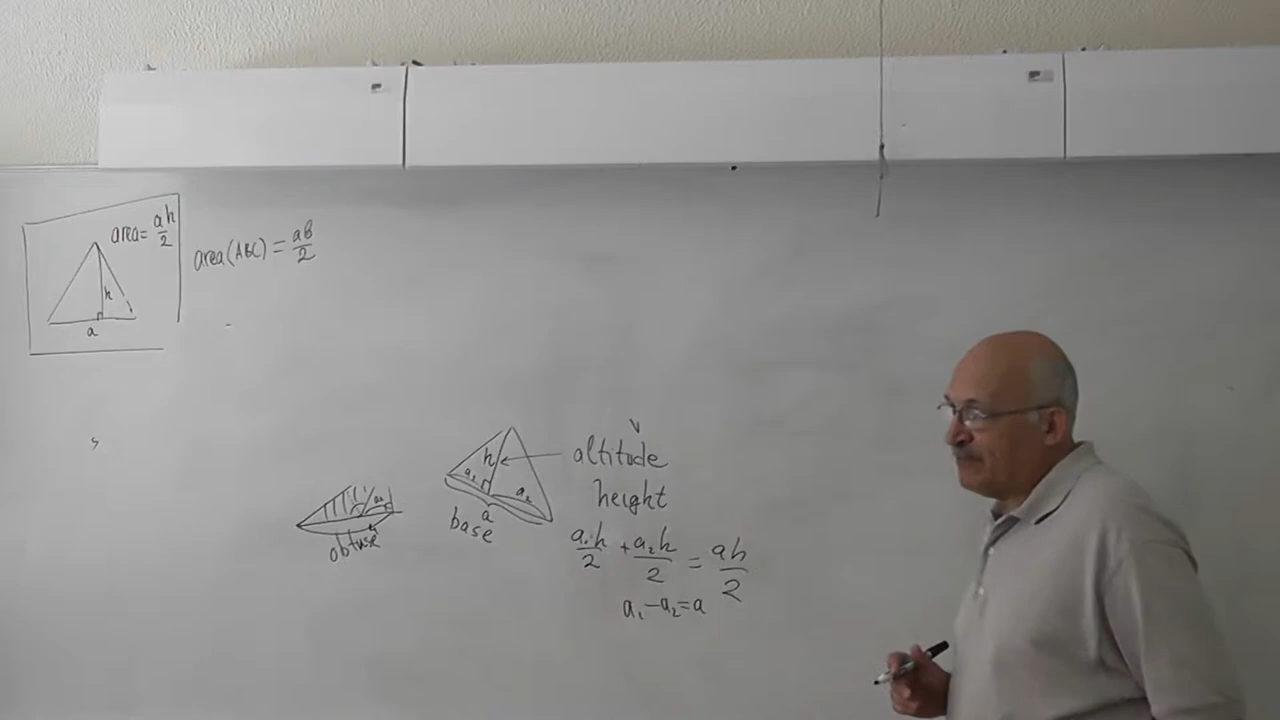 area = ah/2
h
a
area(ABC) = ab/2
altitude
h
a₁
a₂
height
a
base
a₂
obtuse
a₁h/2 + a₂h/2 = ah/2
a₁ - a₂ = a